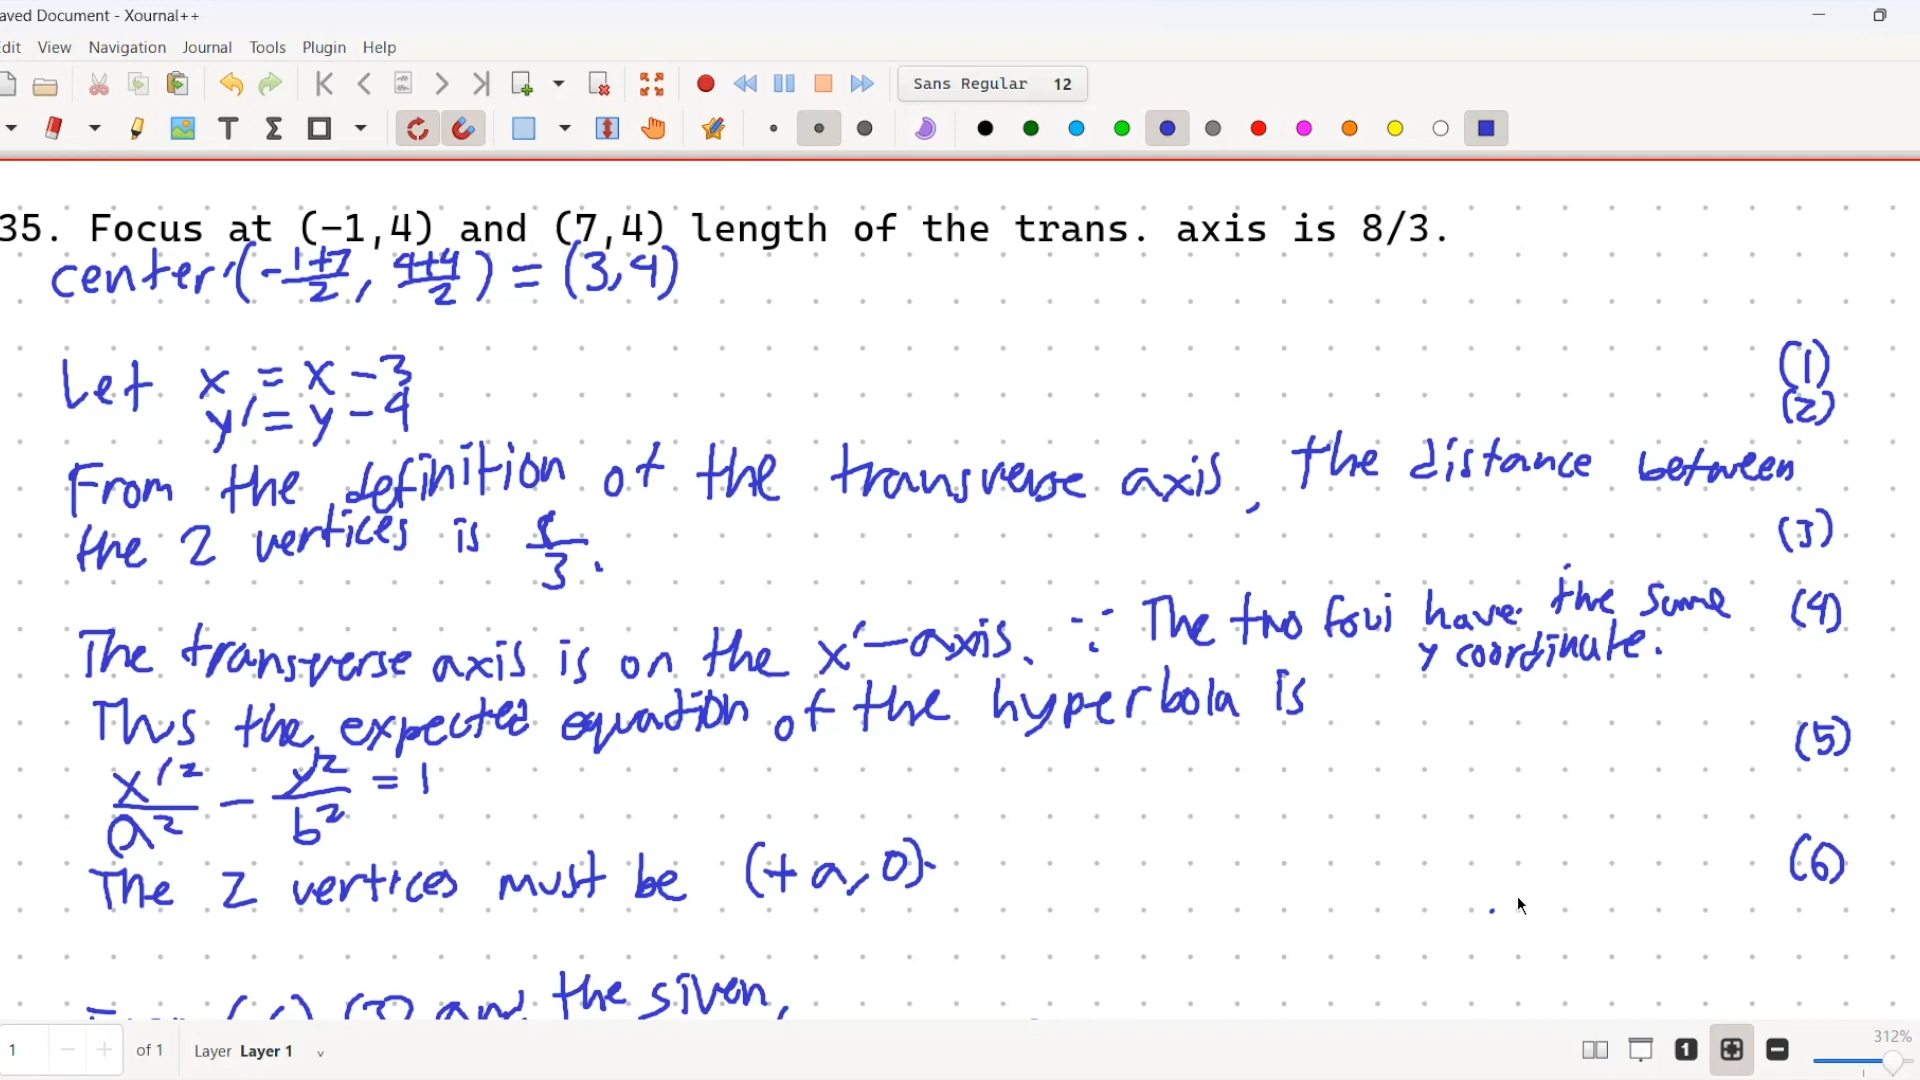 aved Document - Xournal++
dit View Navigation Journal Tools Plugin Help
Sans Regular 12
35. Focus at (-1,4) and (7,4) length of the trans. axis is 8/3.
center (-1+7/2, 4+4/2) = (3,4)
Let x = x - 3 (1)
y' = y - 4 (2)
From the definition of the transverse axis, the distance between
the 2 vertices is 8/3. (3)
The transverse axis is on the x'-axis. ∵ The two foci have the same (4)
y coordinate.
Thus the expected equation of the hyperbola is
x'²/a² - y'²/b² = 1 (5)
The 2 vertices must be (+a, 0). (6)
(3) and the given,
1 of 1 Layer Layer 1 312%